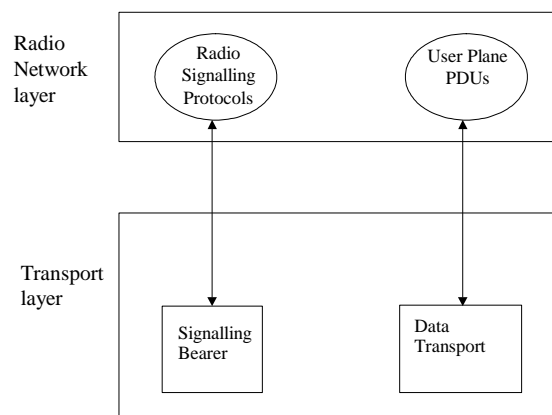 Radio
Network
layer
Radio
Signalling
Protocols
User Plane
PDUs
Transport
layer
Signalling
Bearer
Data
Transport